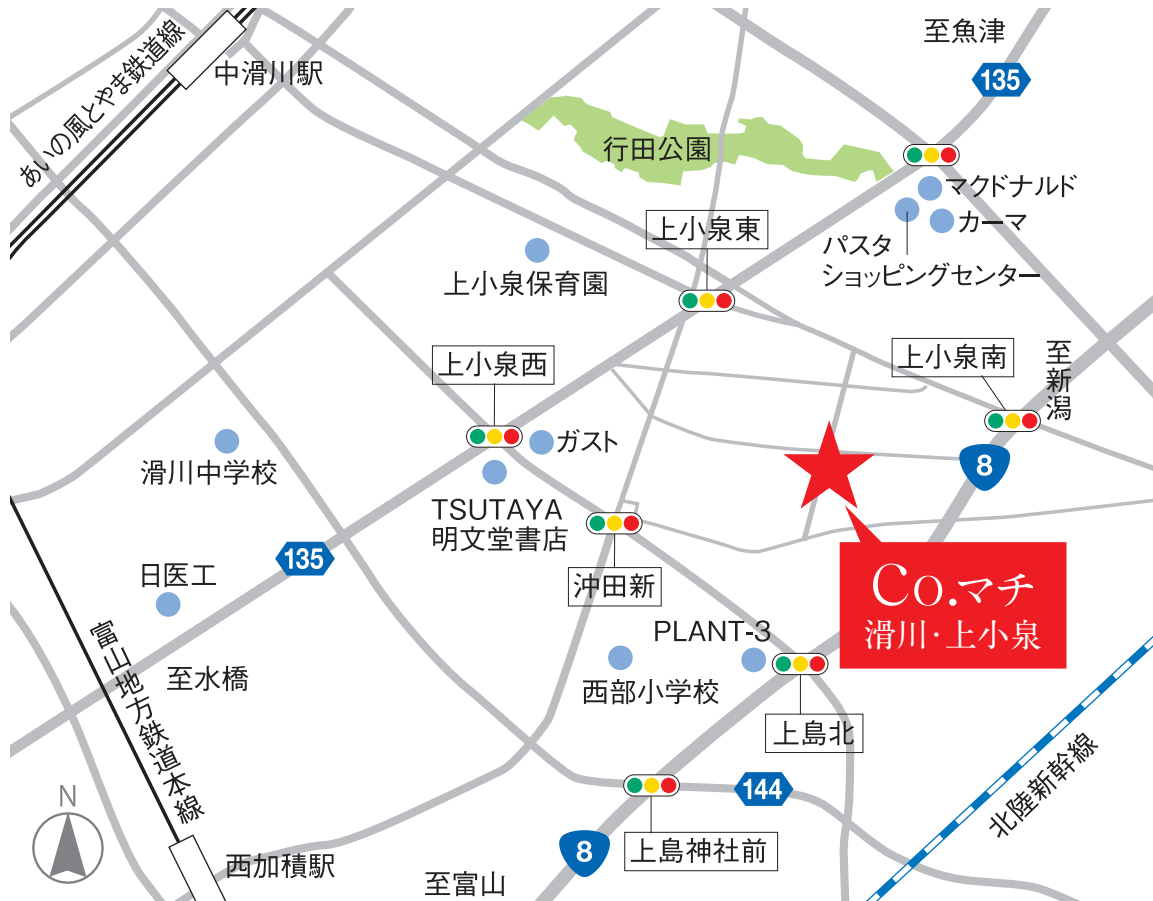 至魚津
135
あいの風とやま鉄道線
中滑川駅
行田公園
マクドナルド
カーマ
パスタ
ショッピングセンター
上小泉東
上小泉保育園
上小泉西
上小泉南
至新潟
8
ガスト
滑川中学校
TSUTAYA
明文堂書店
沖田新
135
日医工
Co.マチ
滑川・上小泉
PLANT-3
西部小学校
至水橋
富山地方鉄道本線
上島北
144
北陸新幹線
N
8
上島神社前
西加積駅
至富山